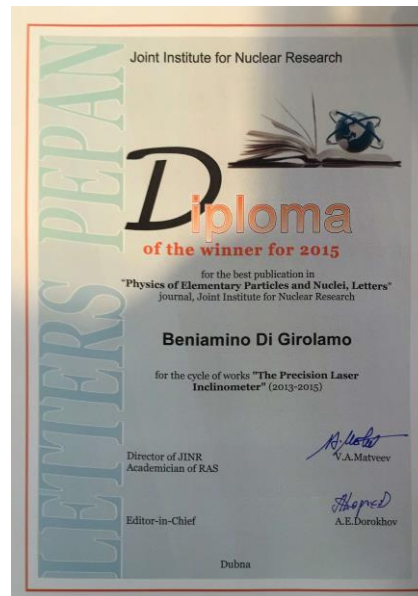 LETTERS PEPAN
Joint Institute for Nuclear Research
Diploma
of the winner for 2015
for the best publication in
"Physics of Elementary Particles and Nuclei, Letters"
journal, Joint Institute for Nuclear Research
Beniamino Di Girolamo
for the cycle of works "The Precision Laser
Inclinometer" (2013-2015)
Director of JINR
Academician of RAS
V.A.Matveev
Editor-in-Chief
A.E.Dorokhov
Dubna